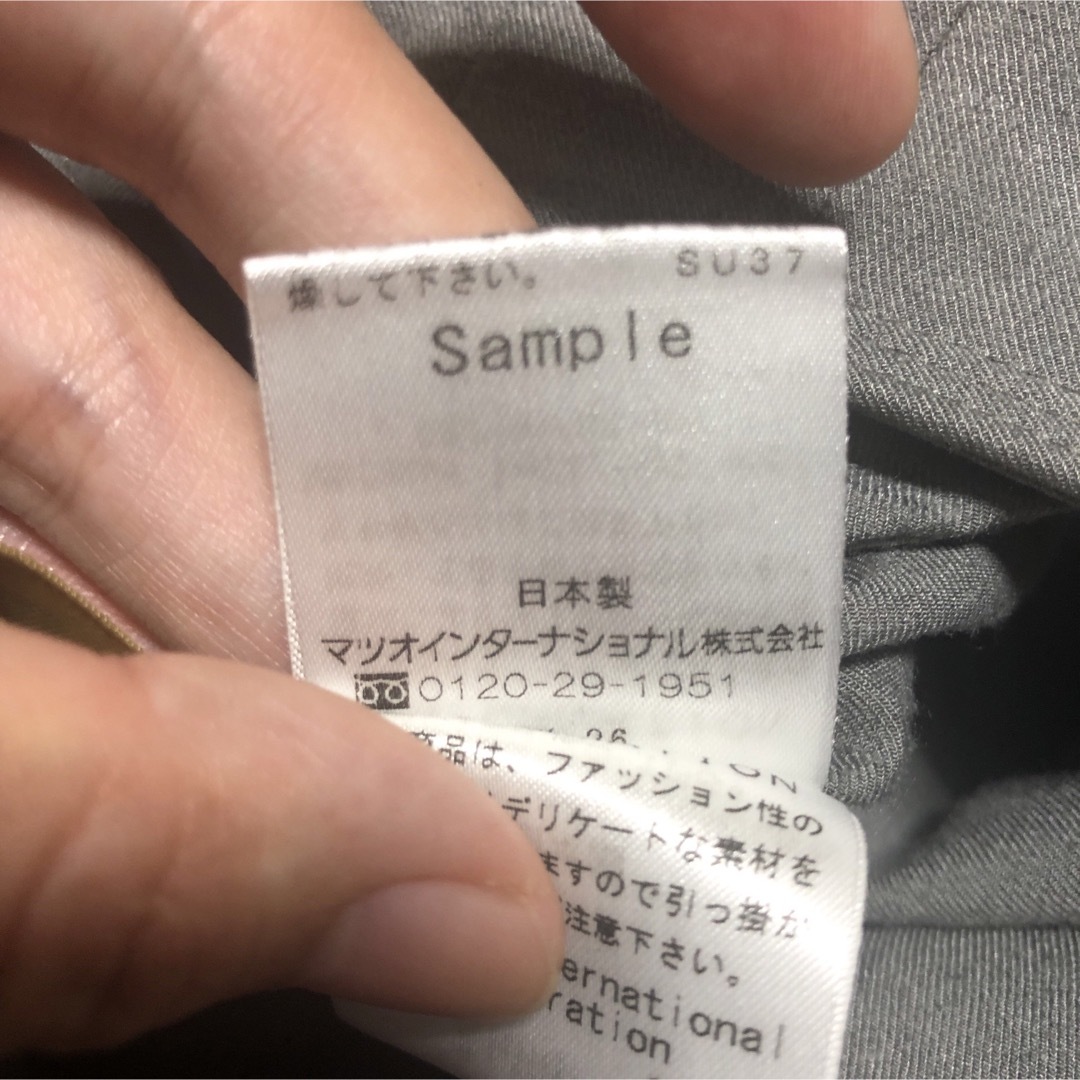 燥して下さい。 SU37
Sample
日本製
マツオインターナショナル株式会社
0120-29-1951
商品は、ファッション性の
デリケートな素材を
ますので引っ掛か
注意下さい。
ernational
ration